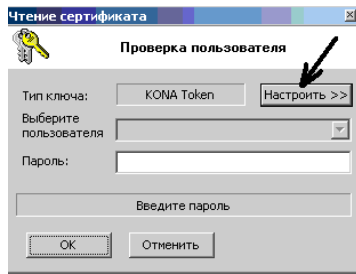 Чтение сертификата
Проверка пользователя
Тип ключа:
KONA Token
Настроить >>
Выберите
пользователя
Пароль:
Введите пароль
OK
Отменить